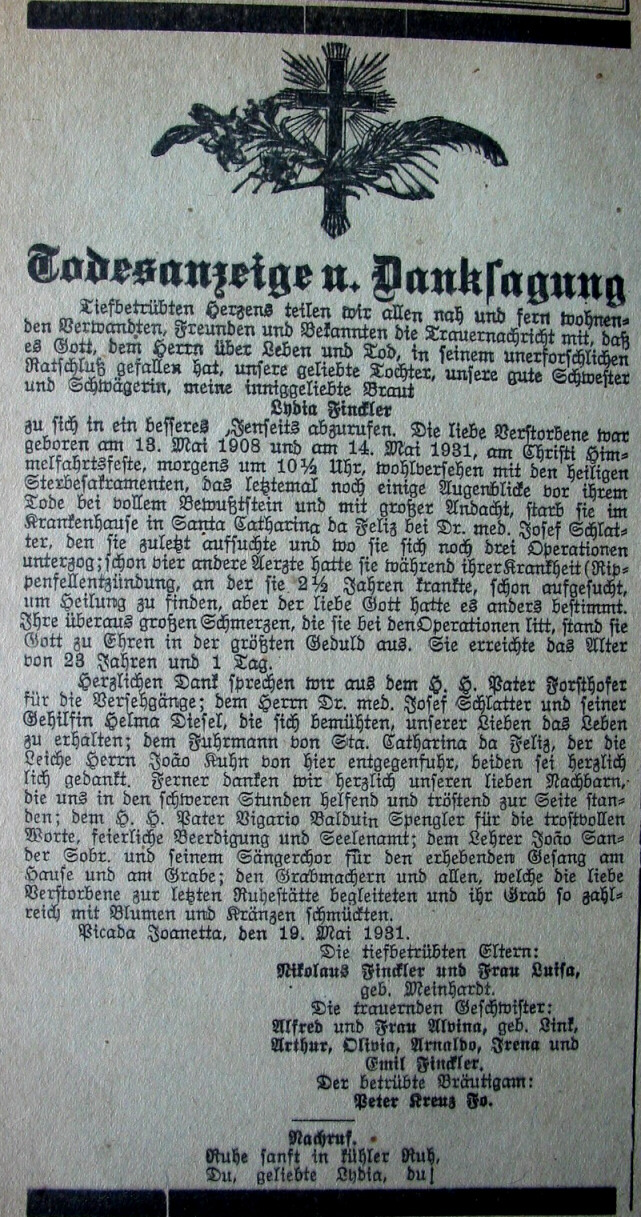 Todesanzeige u. Danksagung
Tiefbetrübten Herzens teilen wir allen nah und fern wohnen-
den Verwandten, Freunden und Bekannten die Trauernachricht mit, daß
es Gott, dem Herrn über Leben und Tod, in seinem unerforschlichen
Ratschluß gefallen hat, unsere geliebte Tochter, unsere gute Schwester
und Schwägerin, meine inniggeliebte Braut
Lydia Finckler
zu sich in ein besseres Jenseits abzurufen. Die liebe Verstorbene war
geboren am 13. Mai 1908 und am 14. Mai 1931, am Christi Him-
melfahrtsfeste, morgens um 10½ Uhr, wohlversehen mit den heiligen
Sterbesakramenten, das letztemal noch einige Augenblicke vor ihrem
Tode bei vollem Bewußtstein und mit großer Andacht, starb sie im
Krankenhause in Santa Catharina da Feliz bei Dr. med. Josef Schlat-
ter, den sie zuletzt aufsuchte und wo sie sich noch drei Operationen
unterzog; schon vier andere Aerzte hatte sie während ihrer Krankheit (Rip-
penfellentzündung, an der sie 2½ Jahren krankte, schon aufgesucht,
um Heilung zu finden, aber der liebe Gott hatte es anders bestimmt.
Ihre überaus großen Schmerzen, die sie bei den Operationen litt, stand sie
Gott zu Ehren in der größten Geduld aus. Sie erreichte das Alter
von 23 Jahren und 1 Tag.
Herzlichen Dank sprechen wir aus dem H. H. Pater Forsthofer
für die Versehgänge; dem Herrn Dr. med. Josef Schlatter und seiner
Gehilfin Helma Diesel, die sich bemühten, unserer Lieben das Leben
zu erhalten; dem Fuhrmann von Sta. Catharina da Feliz, der die
Leiche Herrn João Kuhn von hier entgegenfuhr, beiden sei herzlich
lich gedankt. Ferner danken wir herzlich unseren lieben Nachbarn,
die uns in den schweren Stunden helfend und tröstend zur Seite stan-
den; dem H. H. Pater Vigario Balduin Spengler für die trostvollen
Worte, feierliche Beerdigung und Seelenamt; dem Lehrer João San-
der Sobr. und seinem Sängerchor für den erhebenden Gesang am
Hause und am Grabe; den Grabmachern und allen, welche die liebe
Verstorbene zur letzten Ruhestätte begleiteten und ihr Grab so zahl-
reich mit Blumen und Kränzen schmückten.
Picada Joanetta, den 19. Mai 1931.
Die tiefbetrübten Eltern:
Nikolaus Finckler und Frau Luisa,
geb. Meinhardt.
Die trauernden Geschwister:
Alfred und Frau Alvina, geb. Link,
Arthur, Olivia, Arnaldo, Irena und
Emil Finckler.
Der betrübte Bräutigam:
Peter Kreuz Fo.
Nachruf.
Ruhe sanft in kühler Ruh,
Du, geliebte Lydia, du!